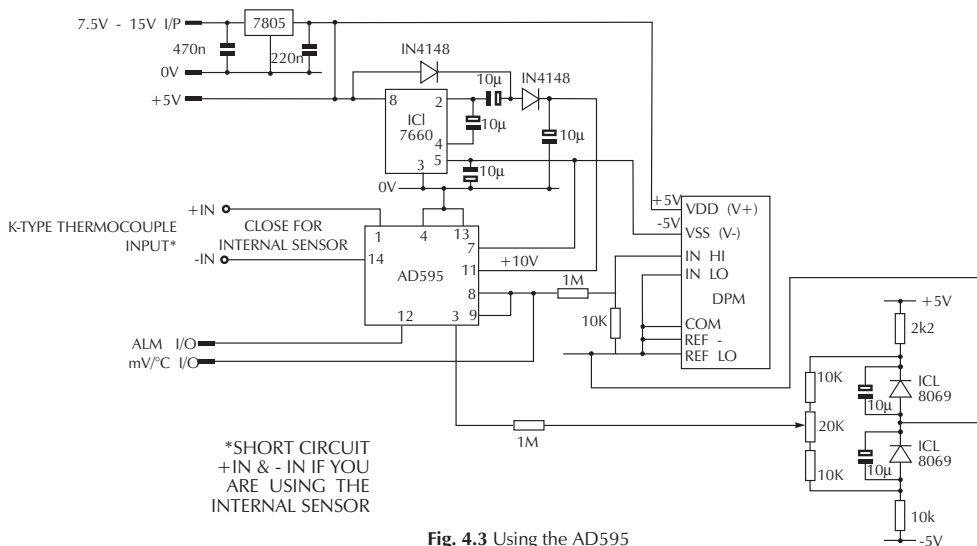 7.5V - 15V I/P
7805
470n
220n
0V
+5V
IN4148
IN4148
10µ
8
2
ICl
7660
10µ
10µ
4
3
5
10µ
0V
+IN
K-TYPE THERMOCOUPLE
INPUT*
CLOSE FOR
INTERNAL SENSOR
-IN
1
4
13
14
7
AD595
11
+10V
8
9
12
3
1M
10K
+5V
-5V
VDD (V+)
VSS (V-)
IN HI
IN LO
DPM
COM
REF -
REF LO
ALM I/O
mV/°C I/O
+5V
2k2
10K
10µ
ICL
8069
20K
1M
10K
10µ
ICL
8069
10k
-5V
*SHORT CIRCUIT
+IN & - IN IF YOU
ARE USING THE
INTERNAL SENSOR
Fig. 4.3 Using the AD595